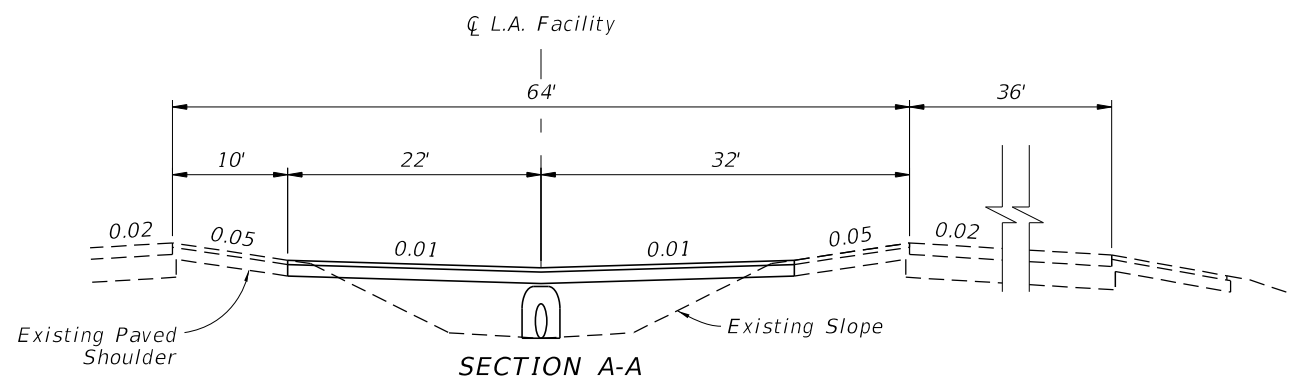 ℄ L.A. Facility
64'
36'
10'
22'
32'
0.02
0.05
0.01
0.01
0.05
0.02
Existing Paved
Shoulder
Existing Slope
SECTION A-A